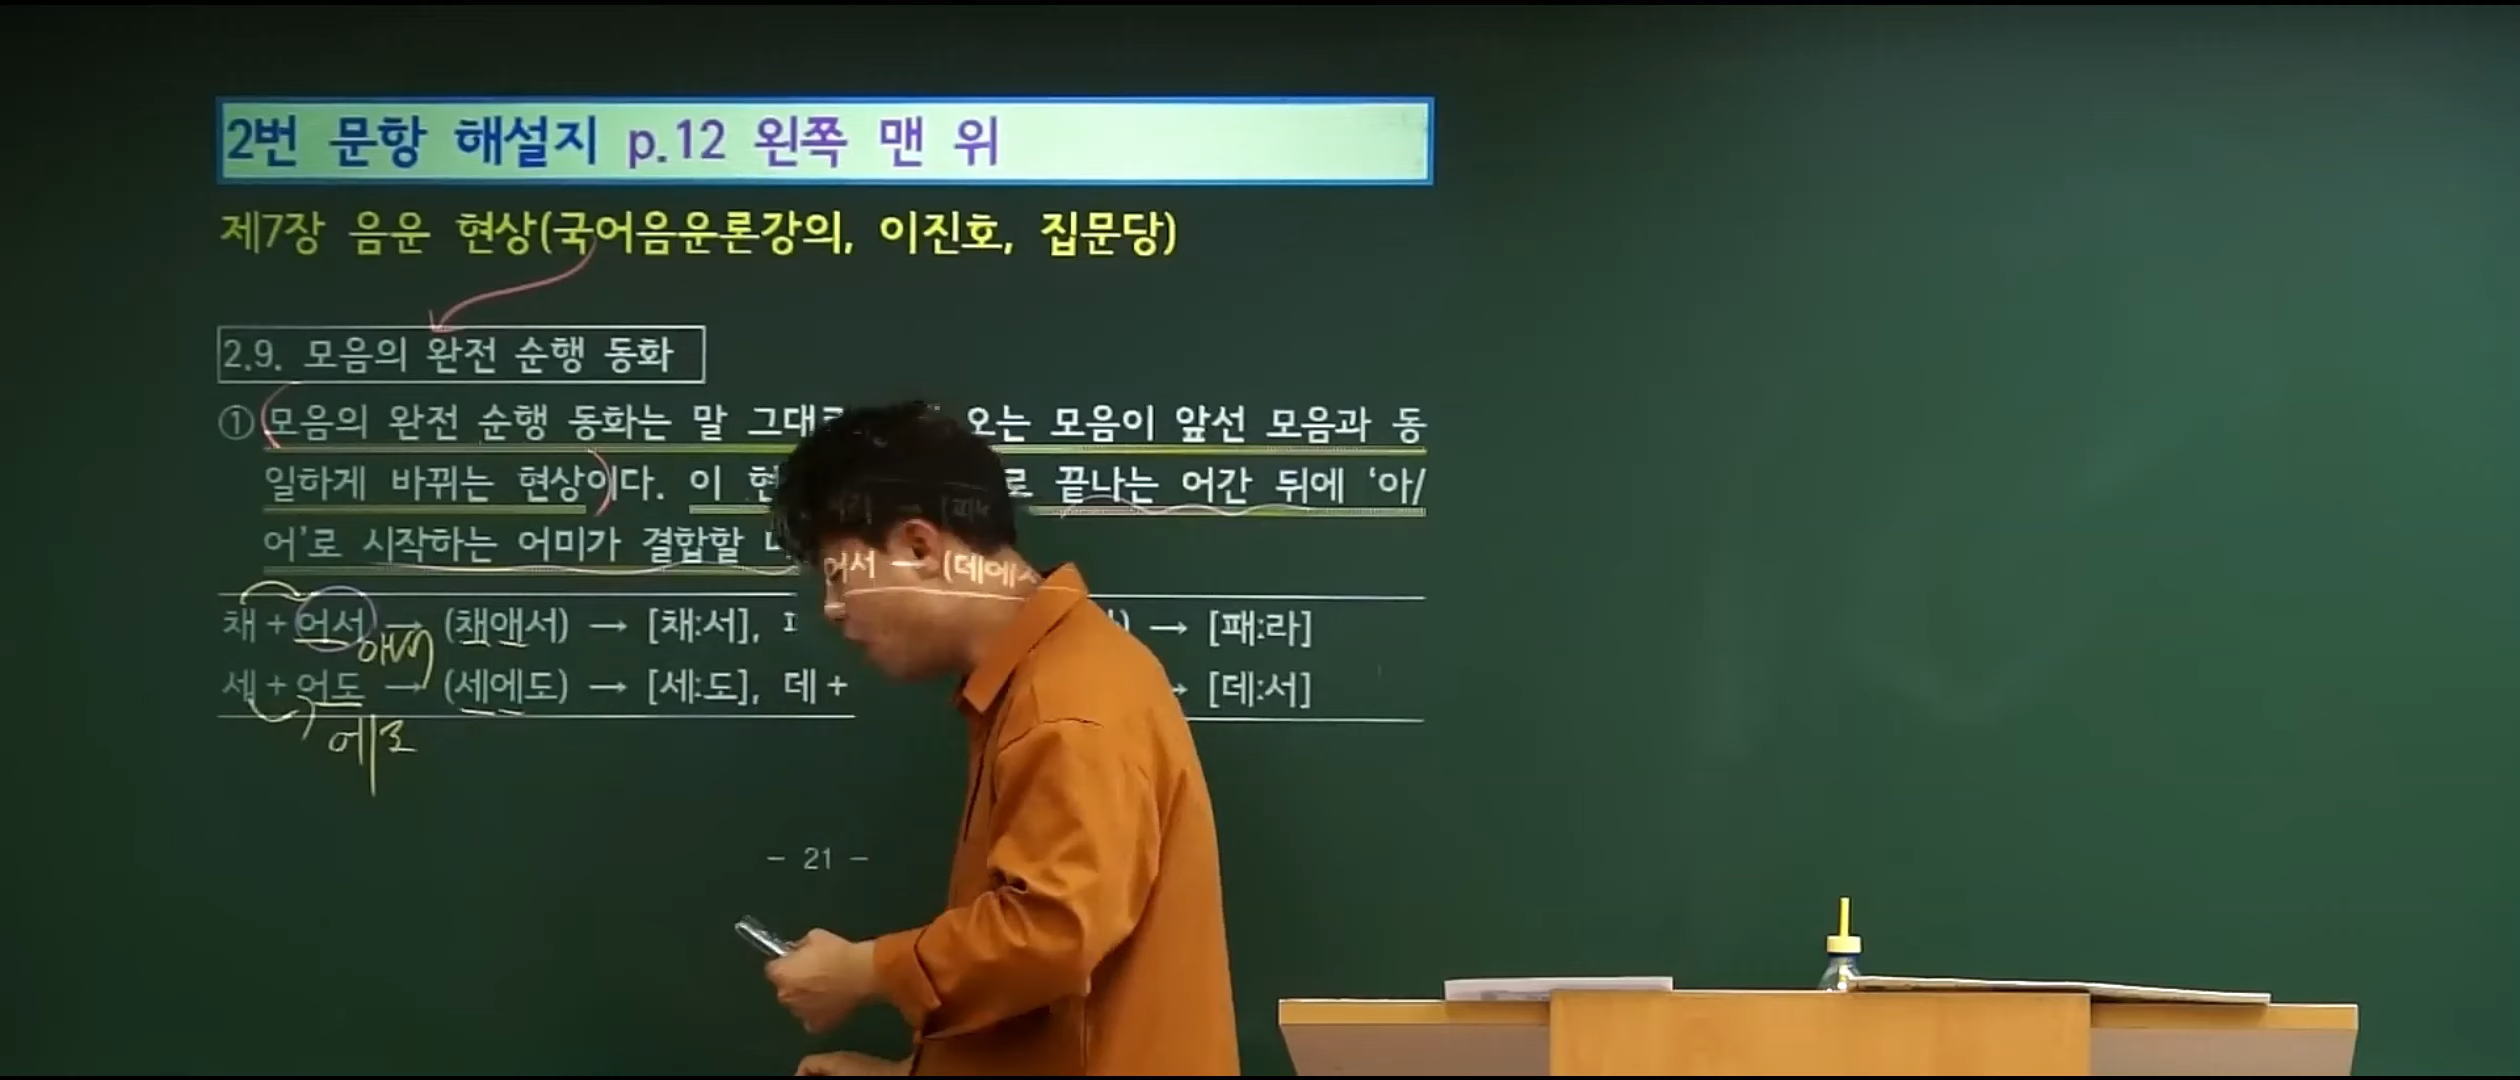 2번 문항 해설지 p.12 왼쪽 맨 위
제7장 음운 현상(국어음운론강의, 이진호, 집문당)
2.9. 모음의 완전 순행 동화
① 모음의 완전 순행 동화는 말 오는 모음이 앞선 모음과 동
일하게 바뀌는 현상이다. 이 끝나는 어간 뒤에 ‘아/
어’로 시작하는 어미가 결합할
채+어서 → (채애서) → [채:서], → [패:라]
애서
세+어도 → (세에도) → [세:도], 데+어서 → (데에 [데:서]
에도
- 21 -